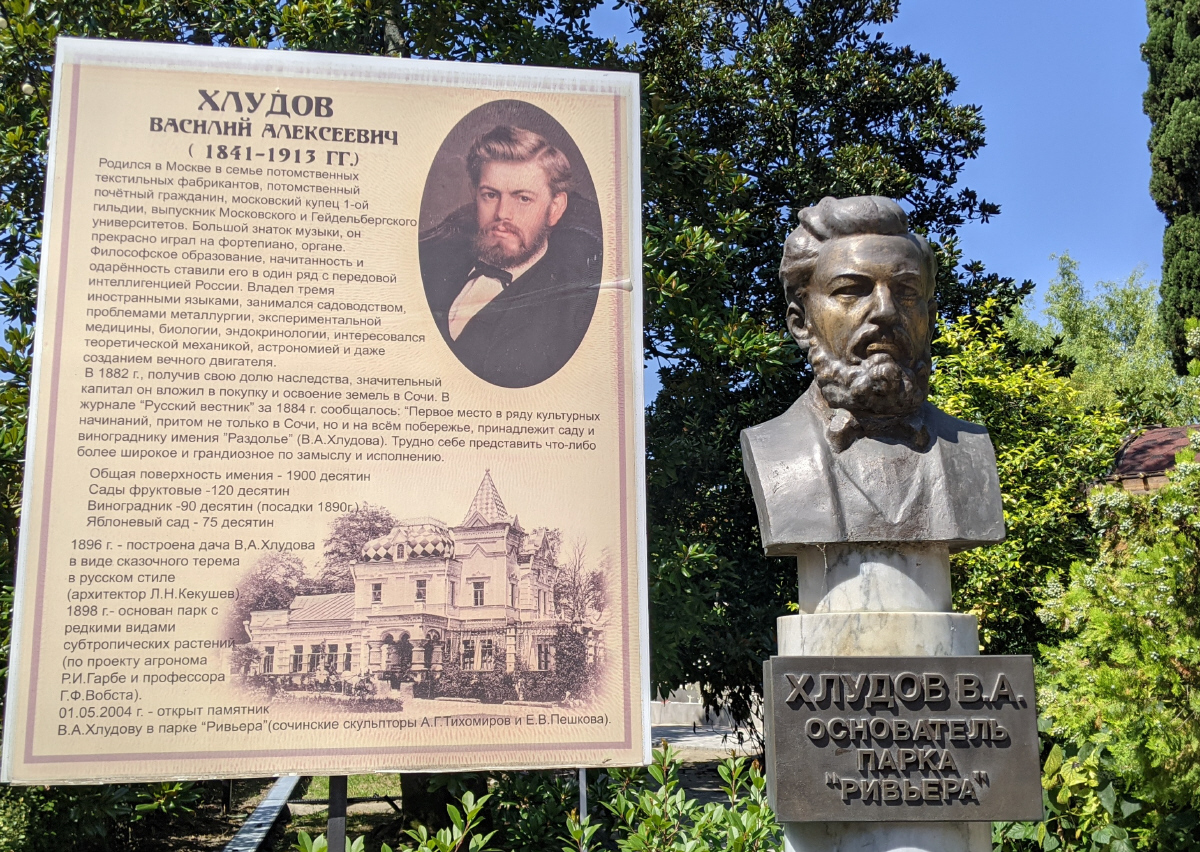 ХЛУДОВ
ВАСИЛИЙ АЛЕКСЕЕВИЧ
( 1841-1913 ГГ.)
Родился в Москве в семье потомственных
текстильных фабрикантов, потомственный
почётный гражданин, московский купец 1-ой
гильдии, выпускник Московского и Гейдельбергского
университетов. Большой знаток музыки, он
прекрасно играл на фортепиано, органе.
Философское образование, начитанность и
одарённость ставили его в один ряд с передовой
интеллигенцией России. Владел тремя
иностранными языками, занимался садоводством,
проблемами металлургии, экспериментальной
медицины, биологии, эндокринологии, интересовался
теоретической механикой, астрономией и даже
созданием вечного двигателя.
В 1882 г., получив свою долю наследства, значительный
капитал он вложил в покупку и освоение земель в Сочи. В
журнале "Русский вестник" за 1884 г. сообщалось: "Первое место в ряду культурных
начинаний, притом не только в Сочи, но и на всём побережье, принадлежит саду и
винограднику имения "Раздолье" (В.А.Хлудова). Трудно себе представить что-либо
более широкое и грандиозное по замыслу и исполнению.
Общая поверхность имения - 1900 десятин
Сады фруктовые -120 десятин
Виноградник -90 десятин (посадки 1890г.)
Яблоневый сад - 75 десятин
1896 г. - построена дача В,А.Хлудова
в виде сказочного терема
в русском стиле
(архитектор Л.Н.Кекушев)
1898 г.- основан парк с
редкими видами
субтропических растений
(по проекту агронома
Р.И.Гарбе и профессора
Г.Ф.Вобста).
01.05.2004 г. - открыт памятник
В.А.Хлудову в парке "Ривьера"(сочинские скульпторы А.Г.Тихомиров и Е.В.Пешкова).
ХЛУДОВ В.А.
ОСНОВАТЕЛЬ
ПАРКА
"РИВЬЕРА"